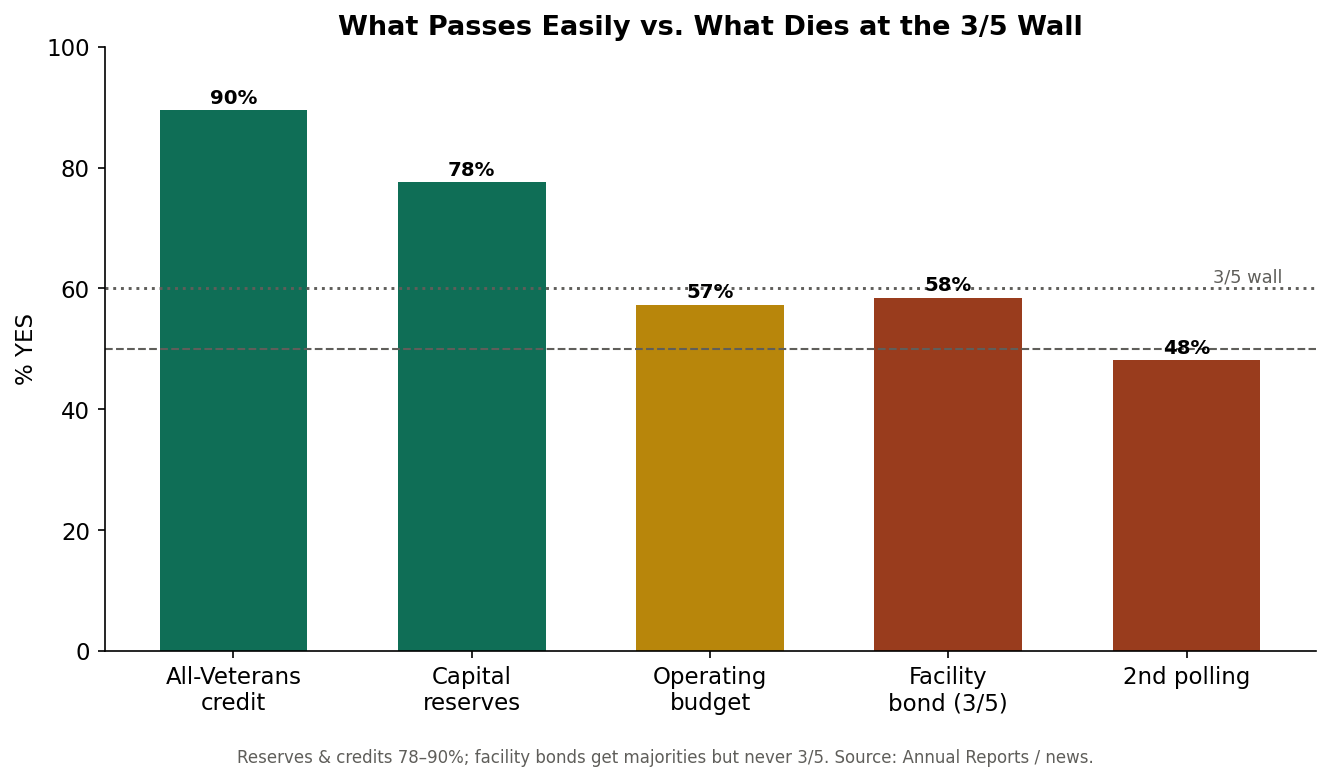 What Passes Easily vs. What Dies at the 3/5 Wall
100
80
60
40
20
0
% YES
90%
78%
57%
58%
48%
3/5 wall
All-Veterans
credit
Capital
reserves
Operating
budget
Facility
bond (3/5)
2nd polling
Reserves & credits 78–90%; facility bonds get majorities but never 3/5. Source: Annual Reports / news.